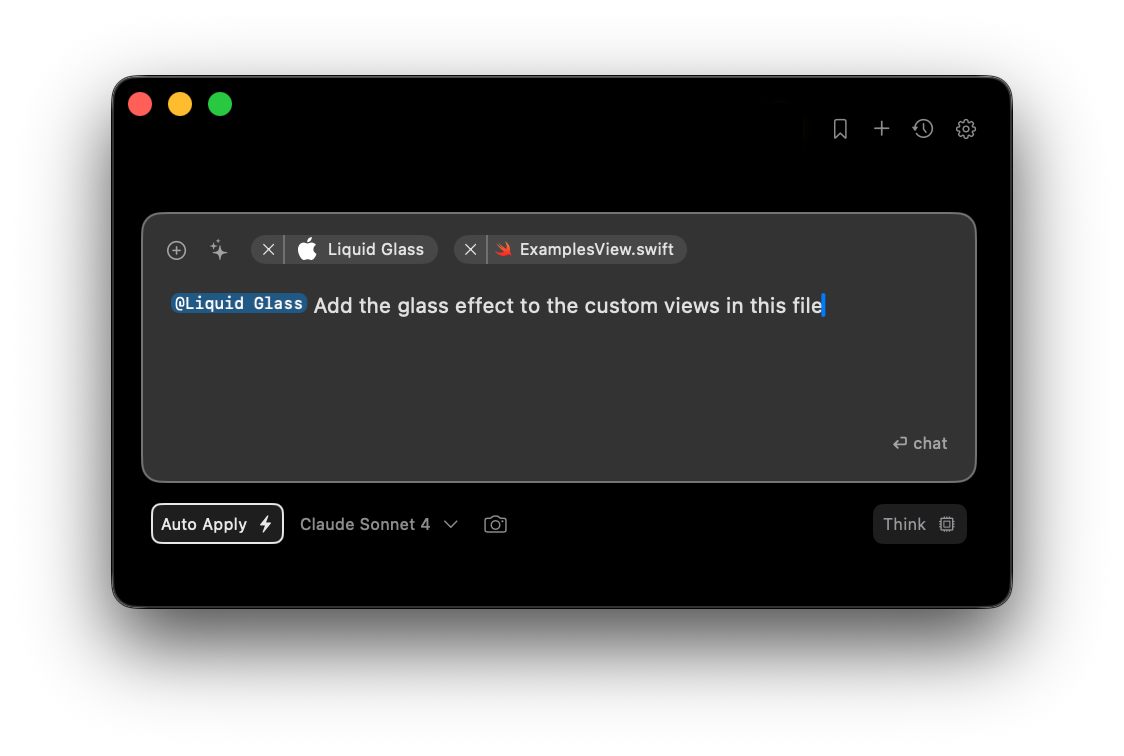 Liquid Glass ExamplesView.swift
@Liquid Glass Add the glass effect to the custom views in this file
chat
Auto Apply Claude Sonnet 4 Think